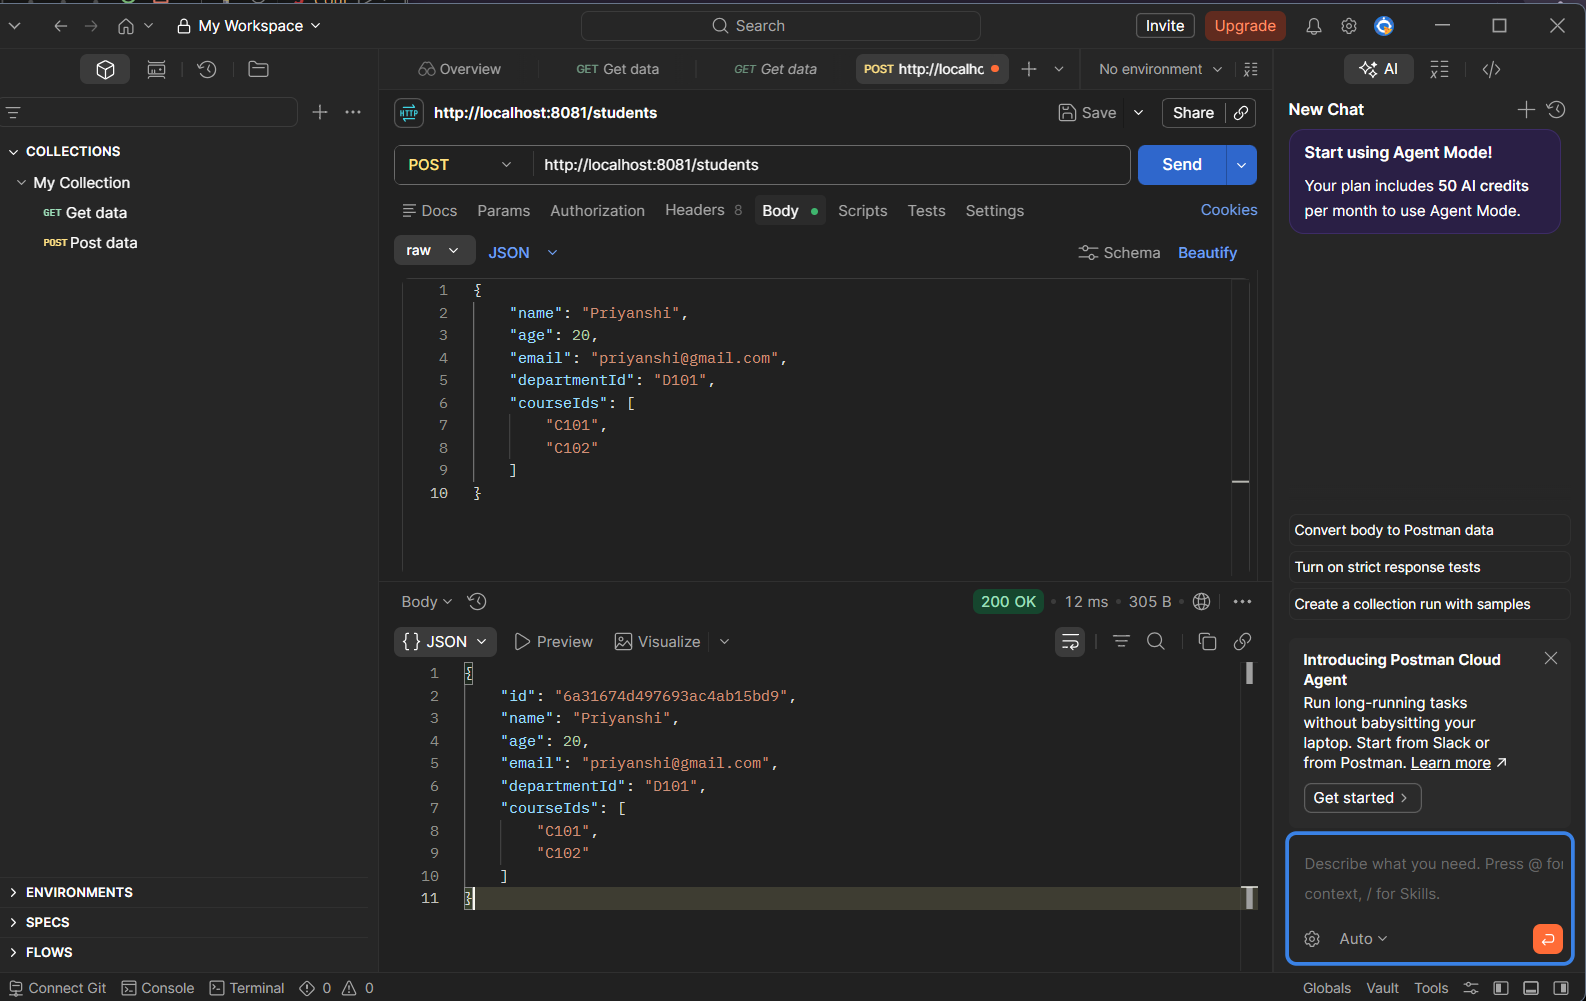 My Workspace
Search
Invite
Upgrade
Overview
GET Get data
GET Get data
POST http://localhc
No environment
AI
HTTP http://localhost:8081/students
Save
Share
New Chat
Start using Agent Mode!
Your plan includes 50 AI credits
per month to use Agent Mode.
COLLECTIONS
My Collection
GET Get data
POST Post data
POST
http://localhost:8081/students
Send
Docs
Params
Authorization
Headers 8
Body
Scripts
Tests
Settings
Cookies
raw
JSON
Schema
Beautify
1 {
2 "name": "Priyanshi",
3 "age": 20,
4 "email": "priyanshi@gmail.com",
5 "departmentId": "D101",
6 "courseIds": [
7 "C101",
8 "C102"
9 ]
10 }
Body
200 OK
12 ms
305 B
{} JSON
Preview
Visualize
1 {
2 "id": "6a31674d497693ac4ab15bd9",
3 "name": "Priyanshi",
4 "age": 20,
5 "email": "priyanshi@gmail.com",
6 "departmentId": "D101",
7 "courseIds": [
8 "C101",
9 "C102"
10 ]
11 }
Convert body to Postman data
Turn on strict response tests
Create a collection run with samples
Introducing Postman Cloud
Agent
Run long-running tasks
without babysitting your
laptop. Start from Slack or
from Postman. Learn more
Get started
Describe what you need. Press @ for
context, / for Skills.
Auto
ENVIRONMENTS
SPECS
FLOWS
Connect Git
Console
Terminal
0
0
Globals
Vault
Tools